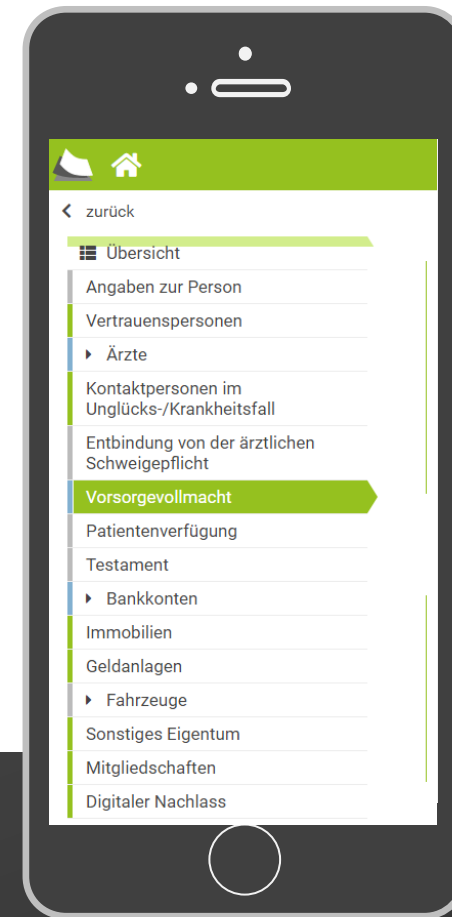 zurück
Übersicht
Angaben zur Person
Vertrauenspersonen
Ärzte
Kontaktpersonen im
Unglücks-/Krankheitsfall
Entbindung von der ärztlichen
Schweigepflicht
Vorsorgevollmacht
Patientenverfügung
Testament
Bankkonten
Immobilien
Geldanlagen
Fahrzeuge
Sonstiges Eigentum
Mitgliedschaften
Digitaler Nachlass